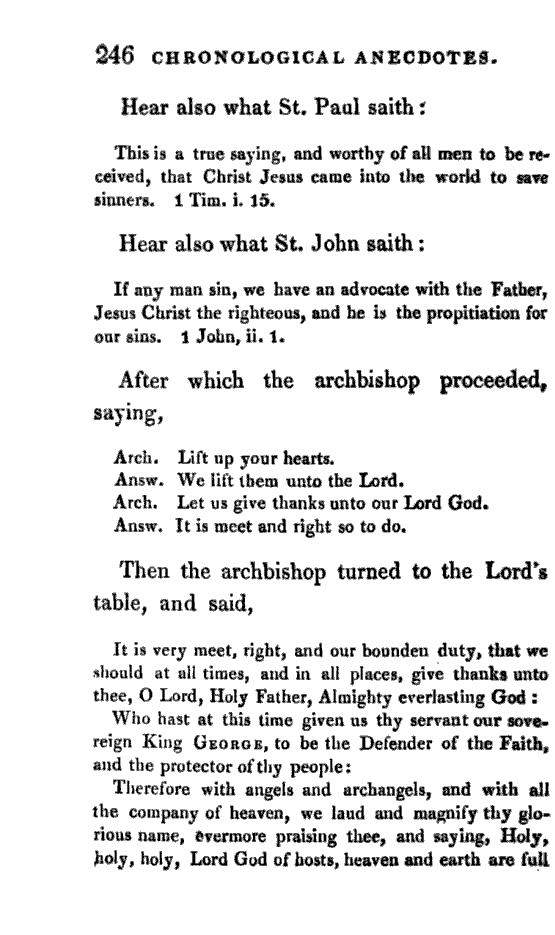 246 CHRONOLOGICAL ANECDOTES.
Hear also what St. Paul saith:
This is a true saying, and worthy of all men to be re-
ceived, that Christ Jesus came into the world to save
sinners. 1 Tim. i. 15.
Hear also what St. John saith:
If any man sin, we have an advocate with the Father,
Jesus Christ the righteous, and he is the propitiation for
our sins. 1 John, ii. 1.
After which the archbishop proceeded,
saying,
Arch. Lift up your hearts.
Answ. We lift them unto the Lord.
Arch. Let us give thanks unto our Lord God.
Answ. It is meet and right so to do.
Then the archbishop turned to the Lord's
table, and said,
It is very meet, right, and our bounden duty, that we
should at all times, and in all places, give thanks unto
thee, O Lord, Holy Father, Almighty everlasting God:
Who hast at this time given us thy servant our sove-
reign King GEORGE, to be the Defender of the Faith,
and the protector of thy people:
Therefore with angels and archangels, and with all
the company of heaven, we laud and magnify thy glo-
rious name, evermore praising thee, and saying, Holy,
holy, holy, Lord God of hosts, heaven and earth are full